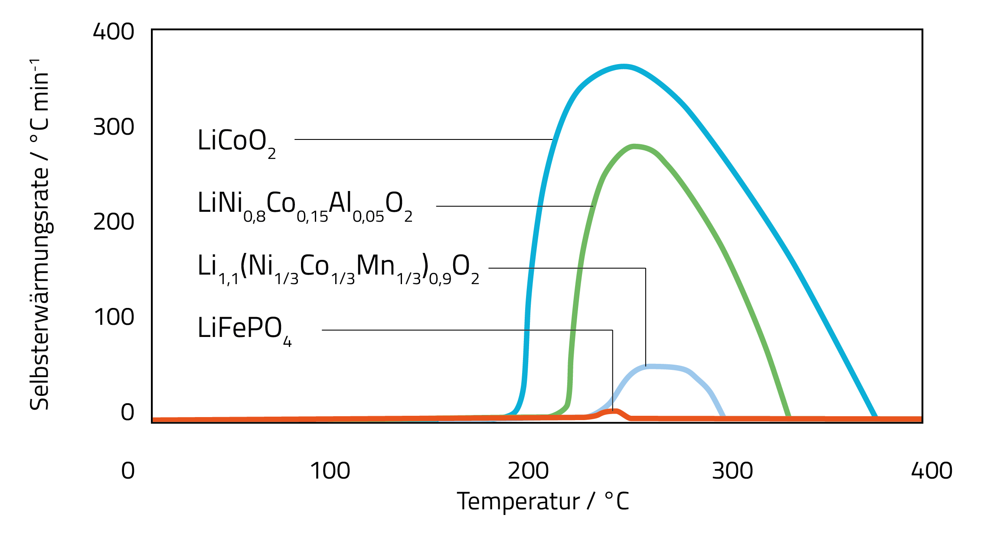 400
300
200
100
0
Selbsterwärmungsrate / °C min⁻¹
LiCoO₂
LiNi₀,₈Co₀,₁₅Al₀,₀₅O₂
Li₁,₁(Ni₁/₃Co₁/₃Mn₁/₃)₀,₉O₂
LiFePO₄
0 100 200 300 400
Temperatur / °C